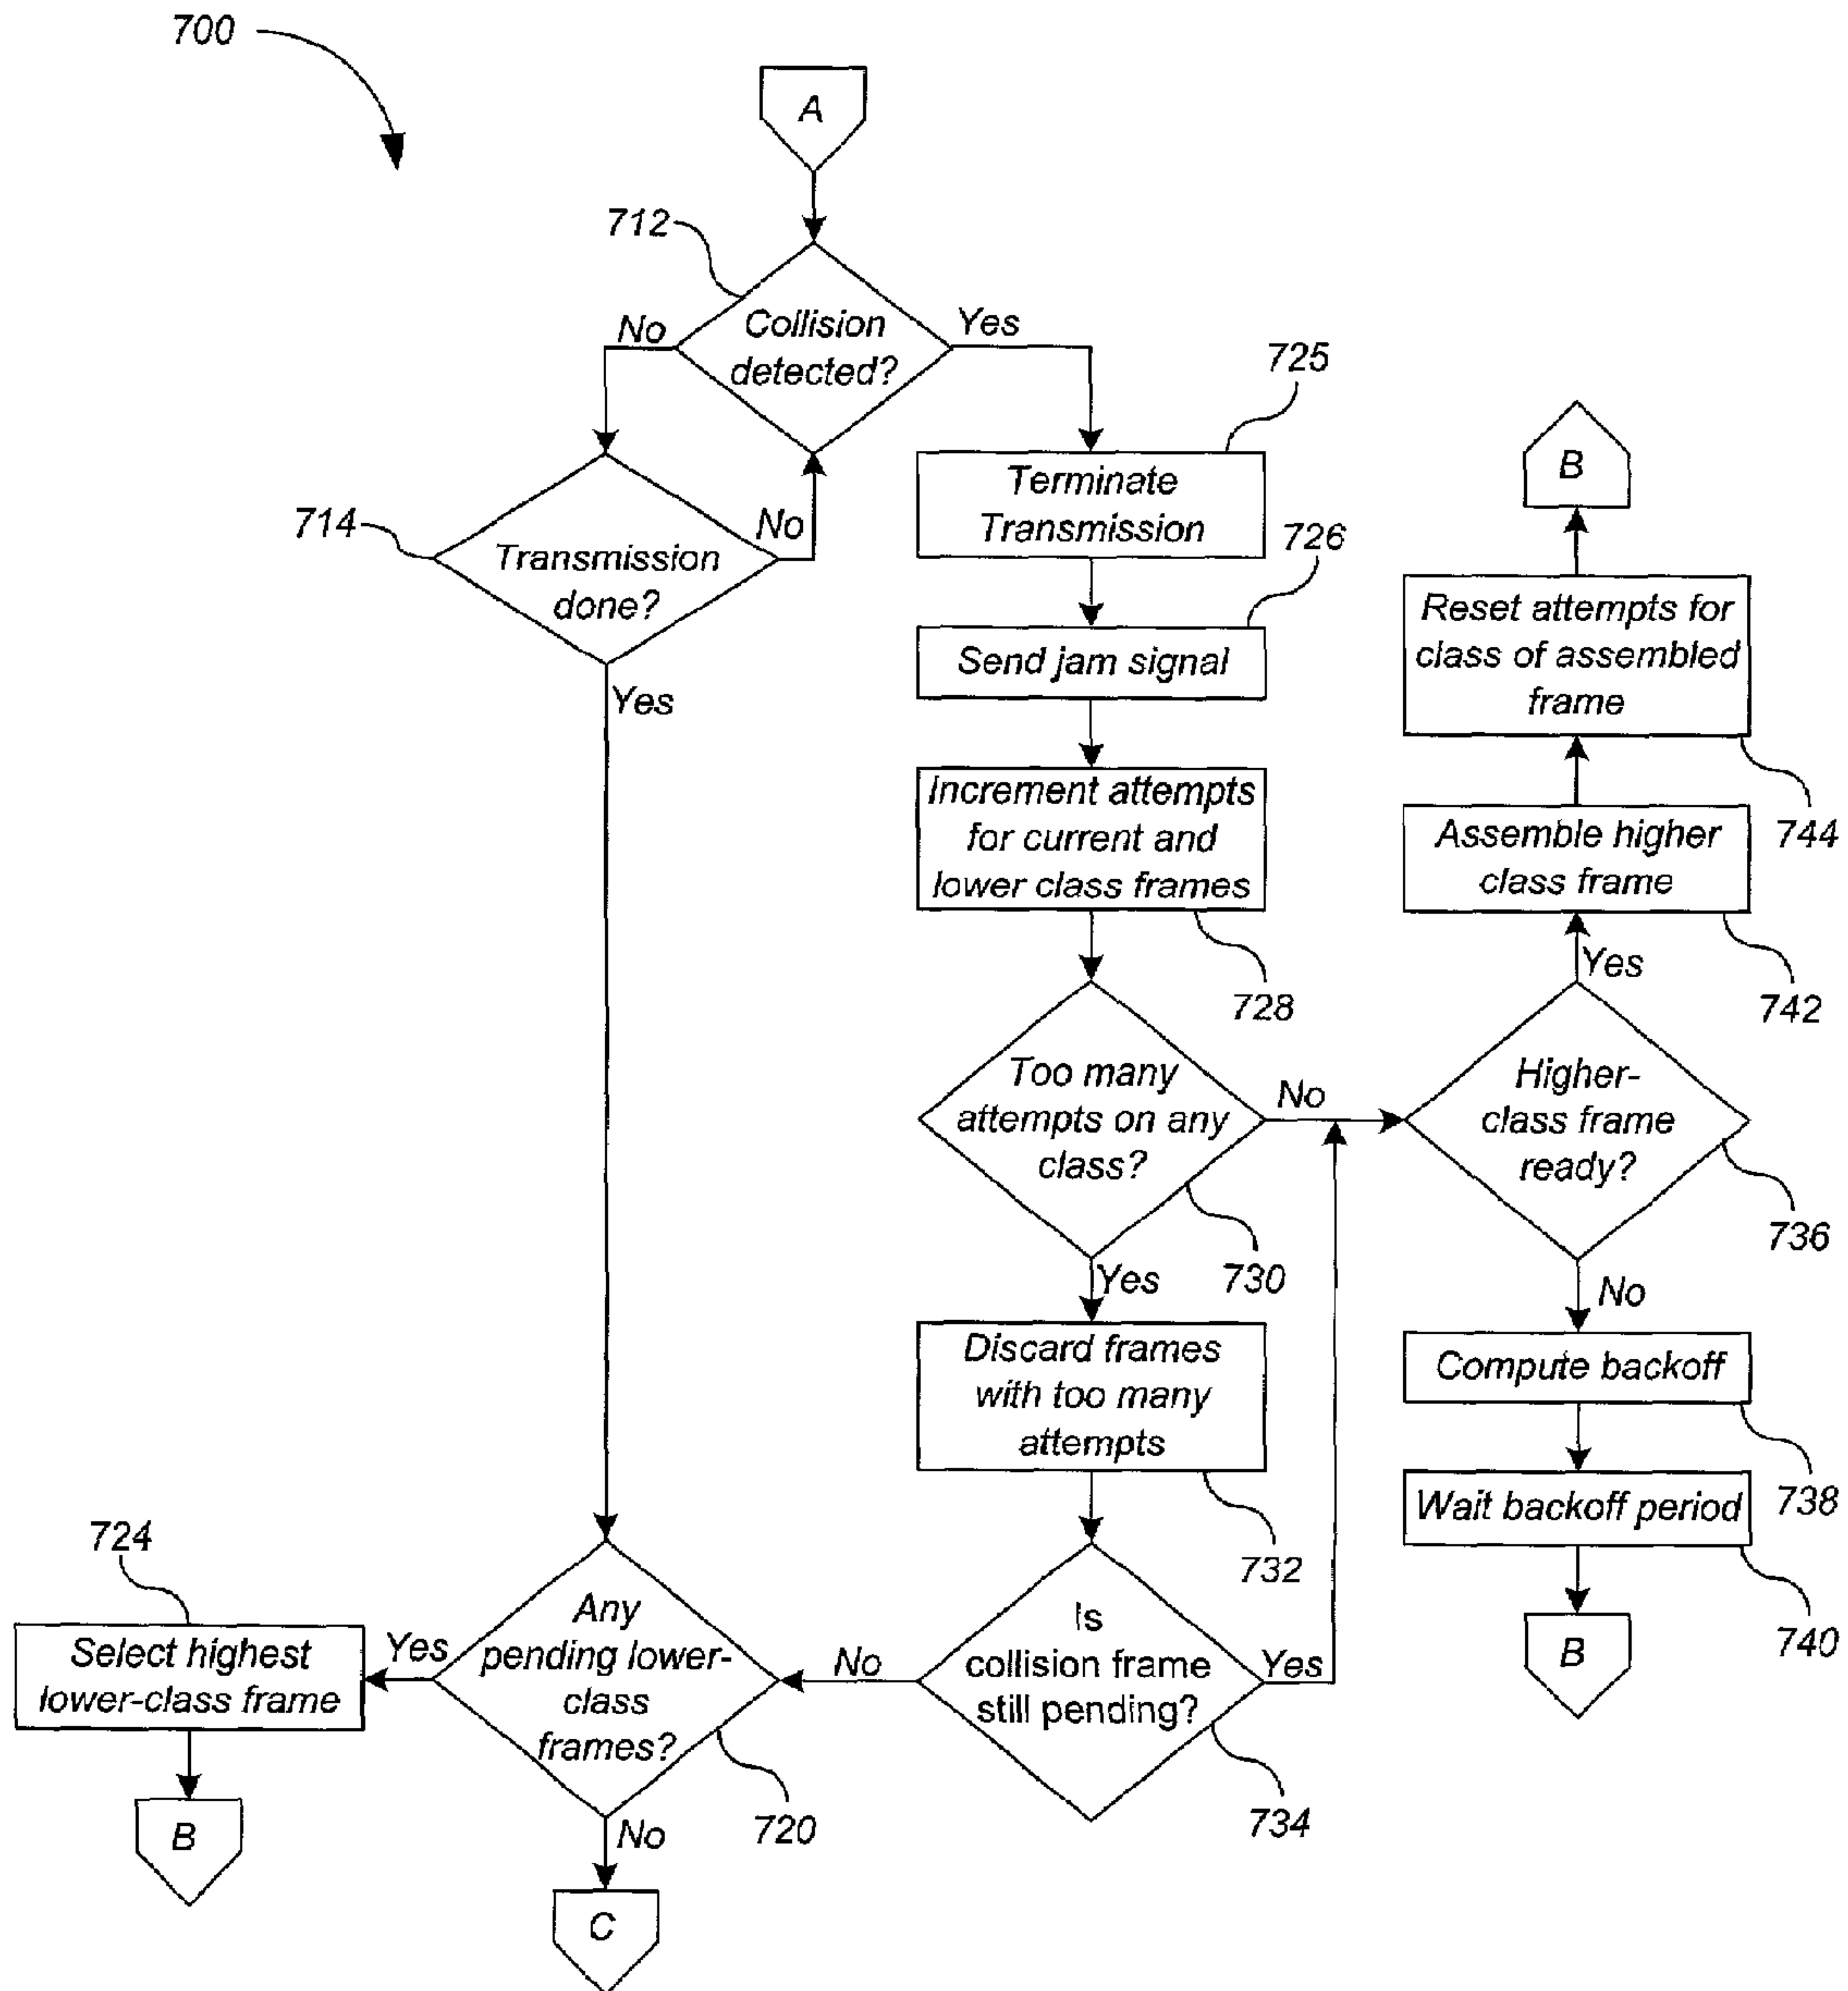 700
A
712
No
Collision
detected?
Yes
725
714
Transmission
done?
No
Terminate
Transmission
726
B
Yes
Send jam signal
Reset attempts for
class of assembled
frame
744
Increment attempts
for current and
lower class frames
728
Assemble higher
class frame
742
Yes
Too many
attempts on any
class?
No
730
Higher-
class frame
ready?
736
Yes
No
Discard frames
with too many
attempts
732
Compute backoff
738
Wait backoff period
740
B
724
Select highest
lower-class frame
Yes
Any
pending lower-
class
frames?
720
No
Is
collision frame
still pending?
Yes
734
B
No
C